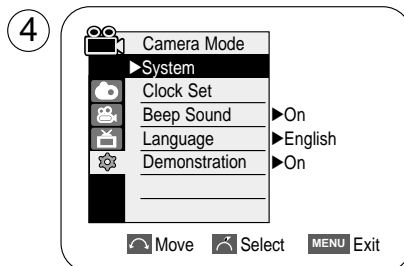 4
Camera Mode
▶System
Clock Set
Beep Sound ▶On
Language ▶English
Demonstration ▶On
Move Select MENU Exit